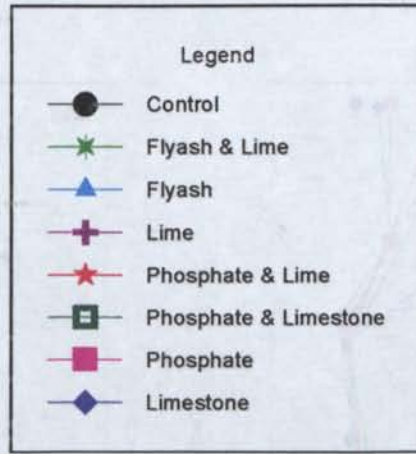 Legend
Control
Flyash & Lime
Flyash
Lime
Phosphate & Lime
Phosphate & Limestone
Phosphate
Limestone